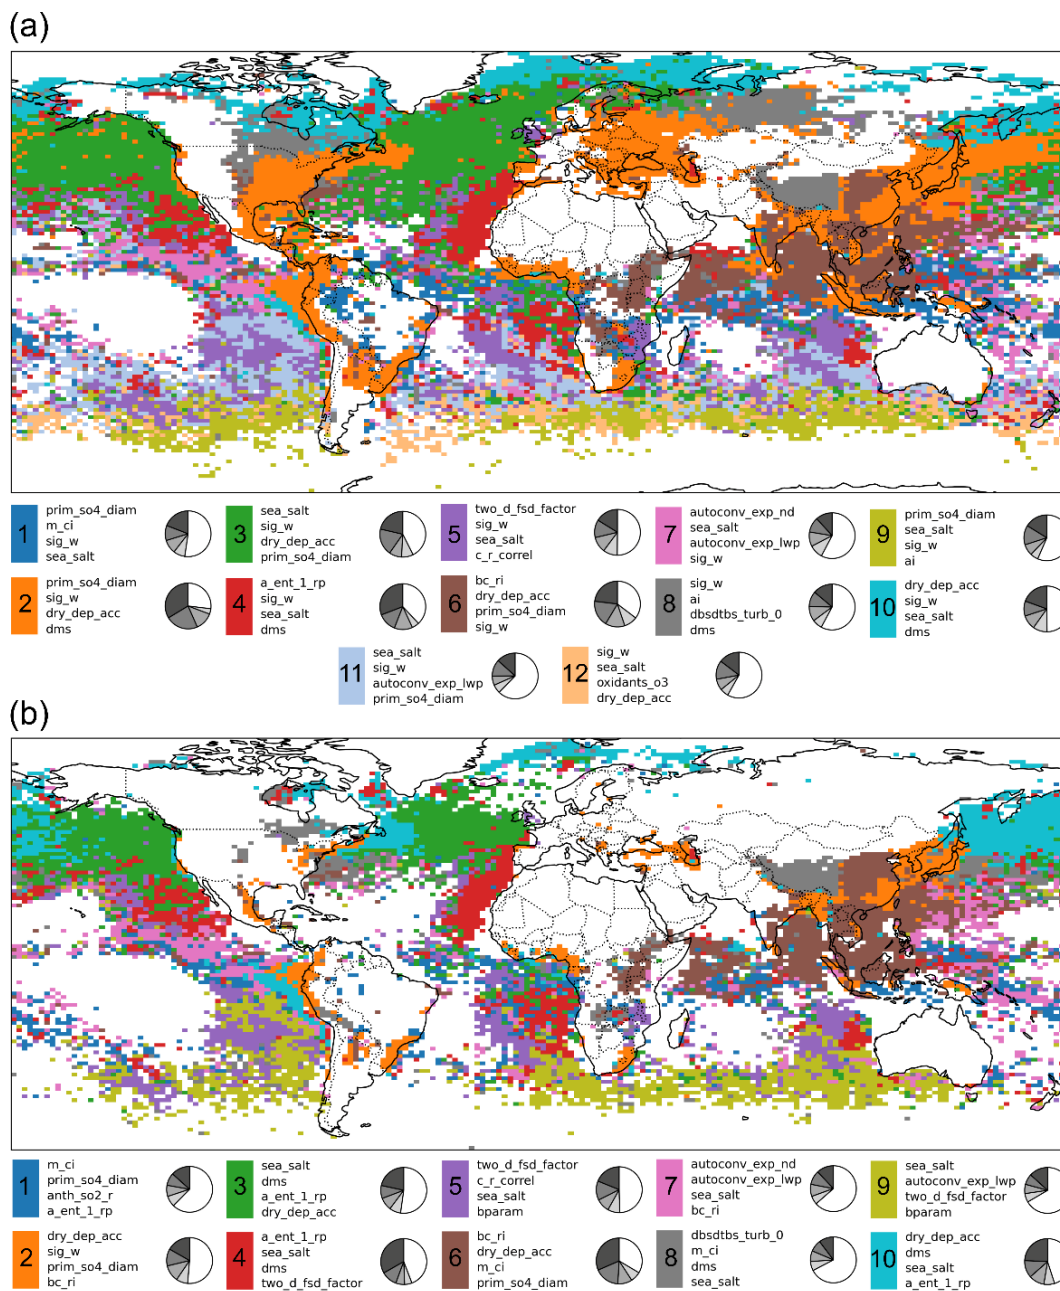 (a)
1
prim_so4_diam
m_ci
sig_w
sea_salt
3
sea_salt
sig_w
dry_dep_acc
prim_so4_diam
5
two_d_fsd_factor
sig_w
sea_salt
c_r_correl
7
autoconv_exp_nd
sea_salt
autoconv_exp_lwp
sig_w
9
prim_so4_diam
sea_salt
sig_w
ai
2
prim_so4_diam
sig_w
dry_dep_acc
dms
4
a_ent_1_rp
sig_w
sea_salt
dms
6
bc_ri
dry_dep_acc
prim_so4_diam
sig_w
8
sig_w
ai
dbsdtbs_turb_0
dms
10
dry_dep_acc
sig_w
sea_salt
dms
11
sea_salt
sig_w
autoconv_exp_lwp
prim_so4_diam
12
sig_w
sea_salt
oxidants_o3
dry_dep_acc
(b)
1
m_ci
prim_so4_diam
anth_so2_r
a_ent_1_rp
3
sea_salt
dms
a_ent_1_rp
dry_dep_acc
5
two_d_fsd_factor
c_r_correl
sea_salt
bparam
7
autoconv_exp_nd
autoconv_exp_lwp
sea_salt
bc_ri
9
sea_salt
autoconv_exp_lwp
two_d_fsd_factor
bparam
2
dry_dep_acc
sig_w
prim_so4_diam
bc_ri
4
a_ent_1_rp
sea_salt
dms
two_d_fsd_factor
6
bc_ri
dry_dep_acc
m_ci
prim_so4_diam
8
dbsdtbs_turb_0
m_ci
dms
sea_salt
10
dry_dep_acc
dms
sea_salt
a_ent_1_rp